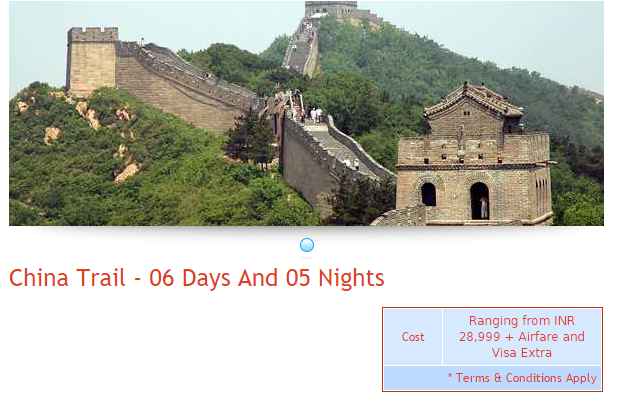 China Trail - 06 Days And 05 Nights
Cost
Ranging from INR
28,999 + Airfare and
Visa Extra
* Terms & Conditions Apply